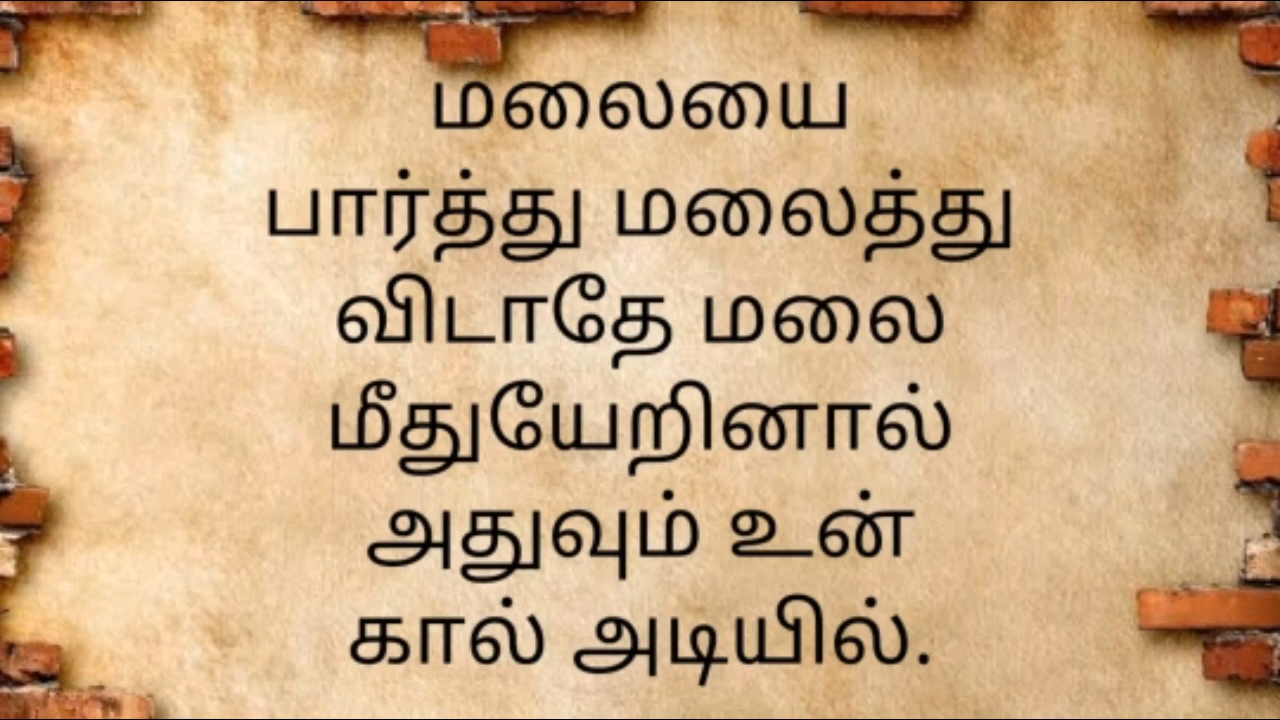 மலையை
பார்த்து மலைத்து
விடாதே மலை
மீதுயேறினால்
அதுவும் உன்
கால் அடியில்.